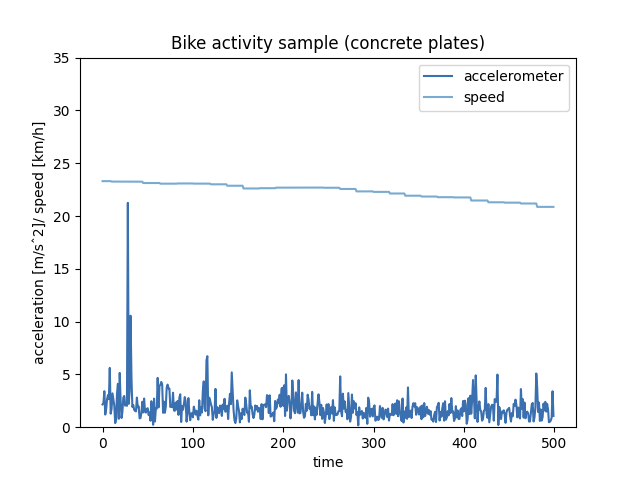 Bike activity sample (concrete plates)
accelerometer
speed
acceleration [m/sˆ2]/ speed [km/h]
35
30
25
20
15
10
5
0
0 100 200 300 400 500
time